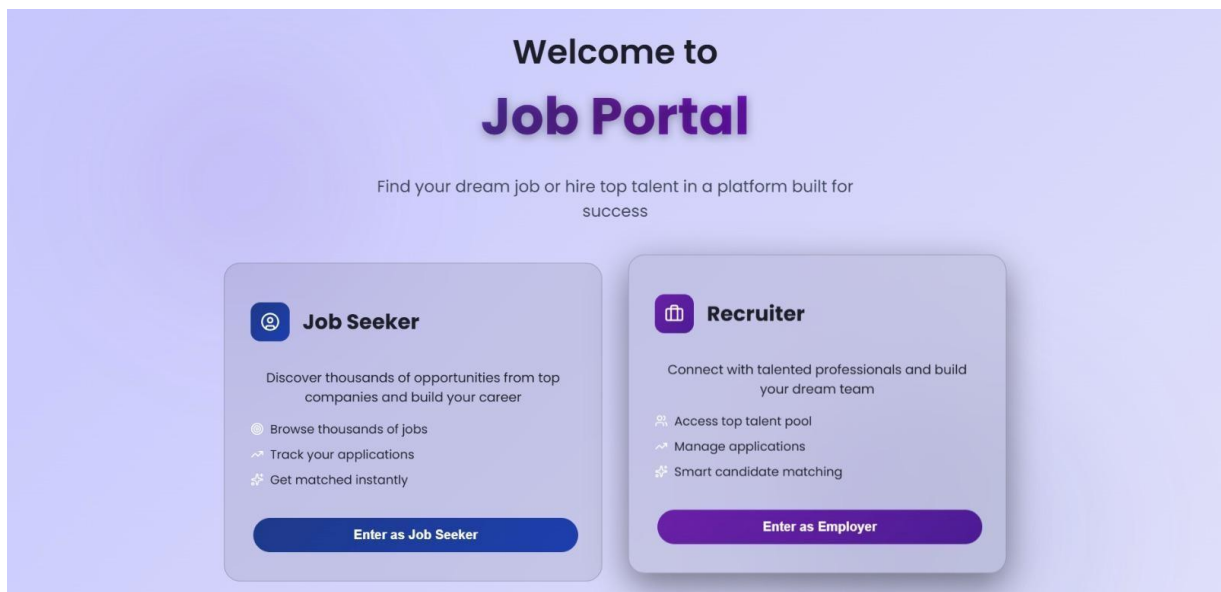 Welcome to
Job Portal
Find your dream job or hire top talent in a platform built for
success
Job Seeker
Discover thousands of opportunities from top
companies and build your career
Browse thousands of jobs
Track your applications
Get matched instantly
Enter as Job Seeker
Recruiter
Connect with talented professionals and build
your dream team
Access top talent pool
Manage applications
Smart candidate matching
Enter as Employer